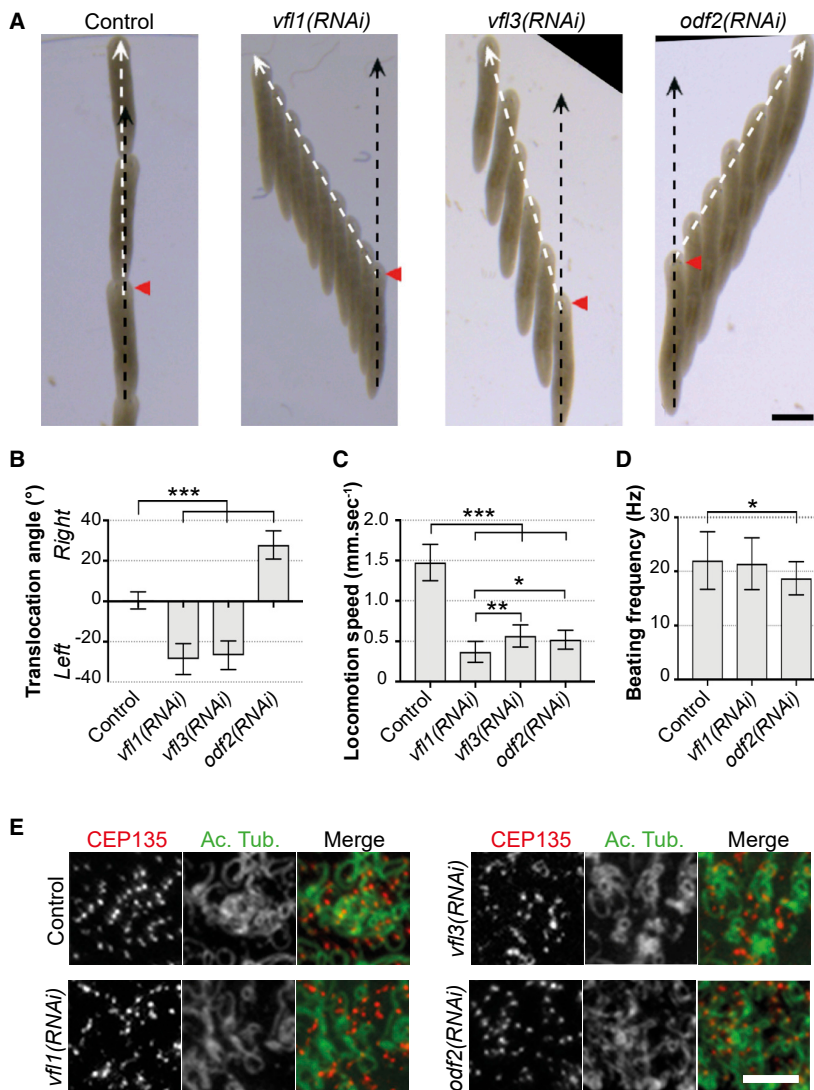 A
Control
vfl1(RNAi)
vfl3(RNAi)
odf2(RNAi)
B
Translocation angle (°)
Left Right
40
20
0
-20
-40
***
Control
vfl1(RNAi)
vfl3(RNAi)
odf2(RNAi)
C
Locomotion speed (mm.sec-1)
2.0
1.5
1.0
0.5
0
***
*
**
Control
vfl1(RNAi)
vfl3(RNAi)
odf2(RNAi)
D
Beating frequency (Hz)
30
20
10
0
*
Control
vfl1(RNAi)
odf2(RNAi)
E
CEP135 Ac. Tub. Merge
Control
vfl1(RNAi)
CEP135 Ac. Tub. Merge
vfl3(RNAi)
odf2(RNAi)